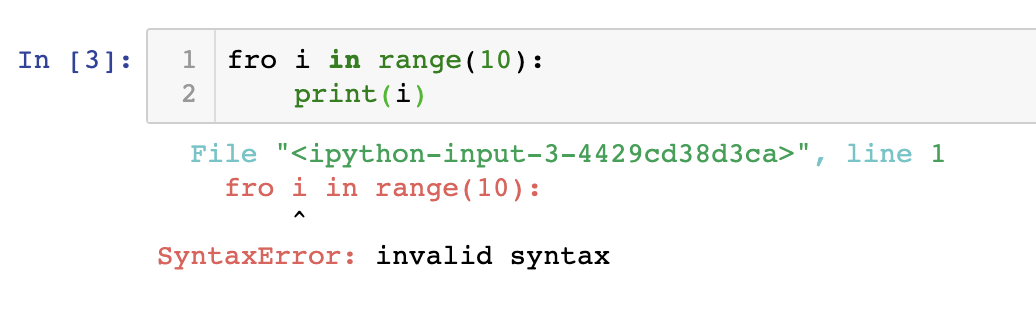 In [3]: 1 fro i in range(10):
2 print(i)
File "<ipython-input-3-4429cd38d3ca>", line 1
fro i in range(10):
^
SyntaxError: invalid syntax